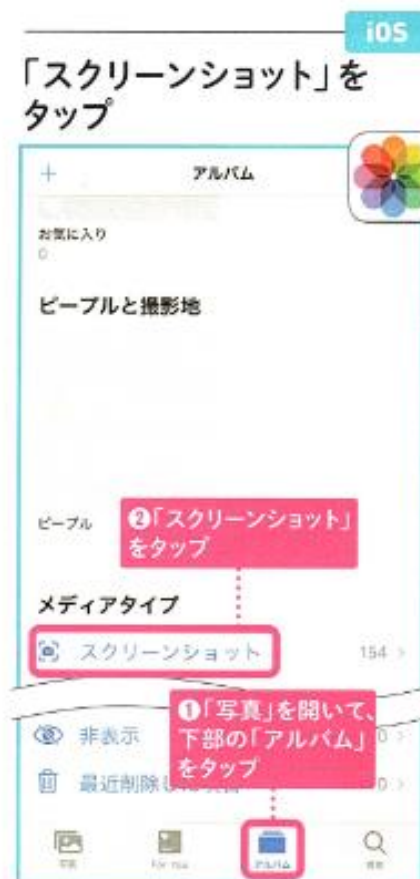 iOS
「スクリーンショット」を
タップ
+
アルバム
お気に入り
0
ピープルと撮影地
ピープル
❷「スクリーンショット」
をタップ
メディアタイプ
スクリーンショット
154 >
❶「写真」を開いて、
下部の「アルバム」
をタップ
非表示
0 >
最近削除した項目
0 >
写真
For You
アルバム
検索